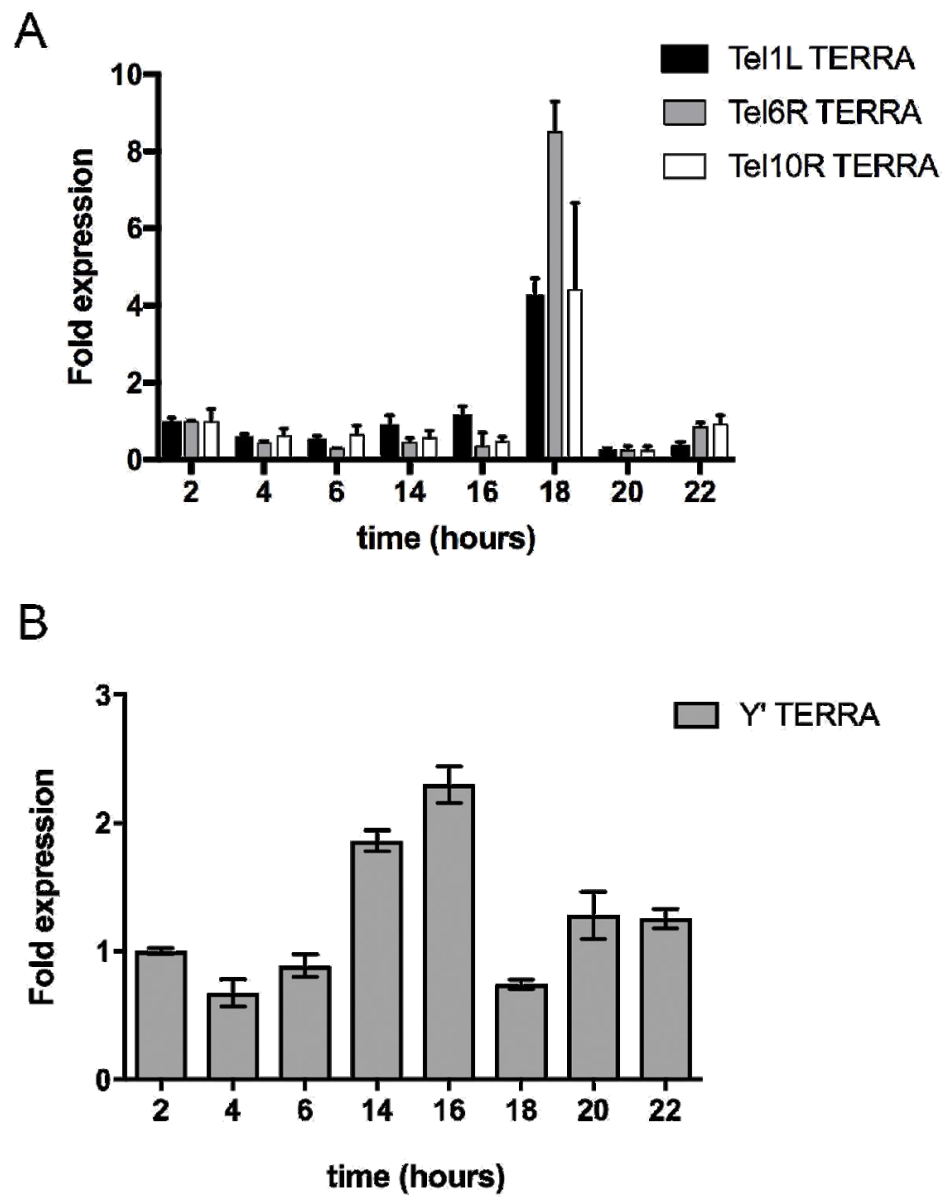 A
Tel1L TERRA
Tel6R TERRA
Tel10R TERRA
Fold expression
10
8
6
4
2
0
2 4 6 14 16 18 20 22
time (hours)
B
Y' TERRA
Fold expression
3
2
1
0
2 4 6 14 16 18 20 22
time (hours)